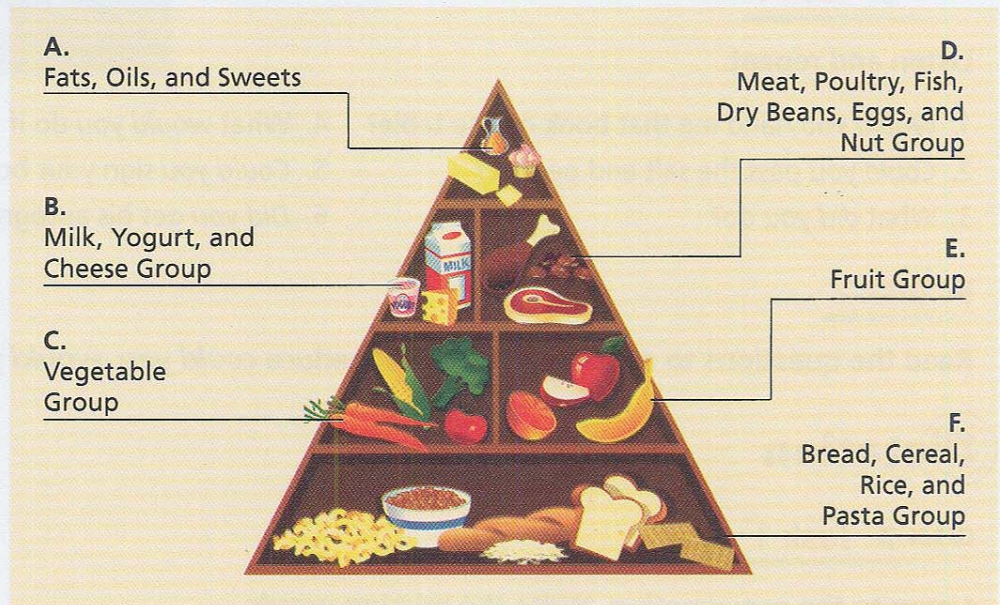 A.
Fats, Oils, and Sweets
B.
Milk, Yogurt, and
Cheese Group
C.
Vegetable
Group
D.
Meat, Poultry, Fish,
Dry Beans, Eggs, and
Nut Group
E.
Fruit Group
F.
Bread, Cereal,
Rice, and
Pasta Group
MILK
YOGURT